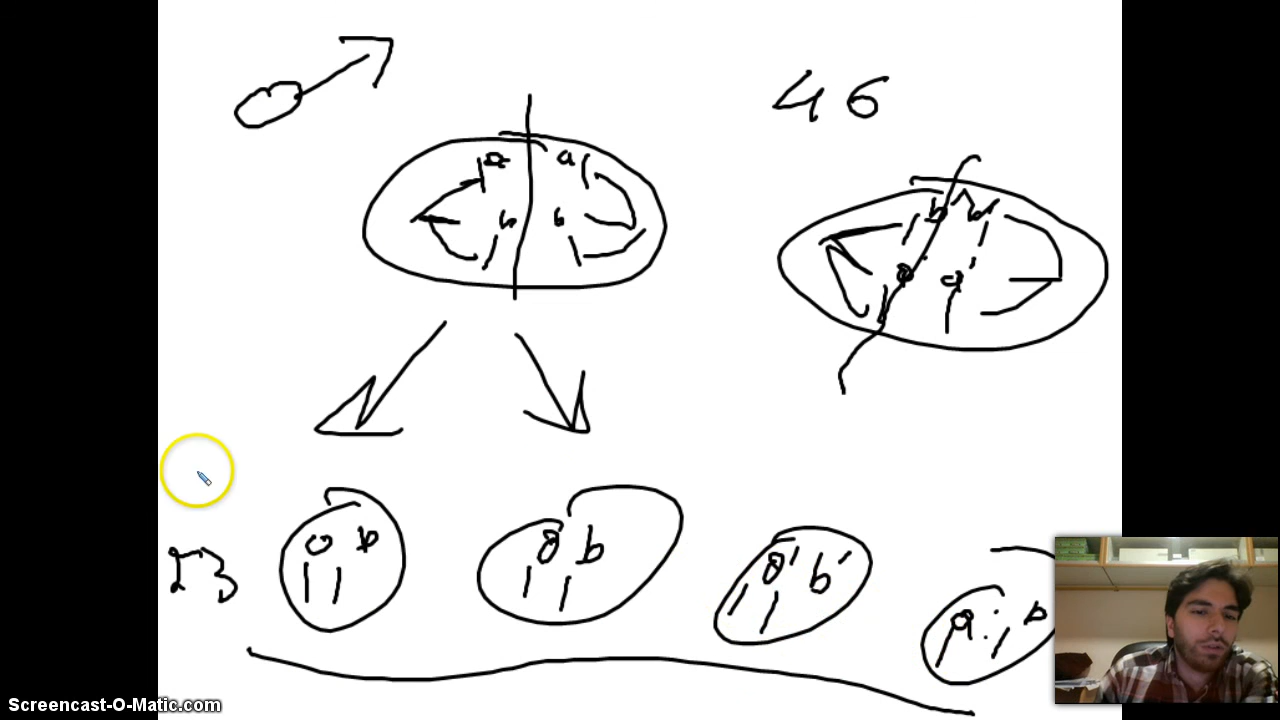 46
a a
b b
b b'
a a
a b
a b
a' b'
a b
23
Screencast-O-Matic.com